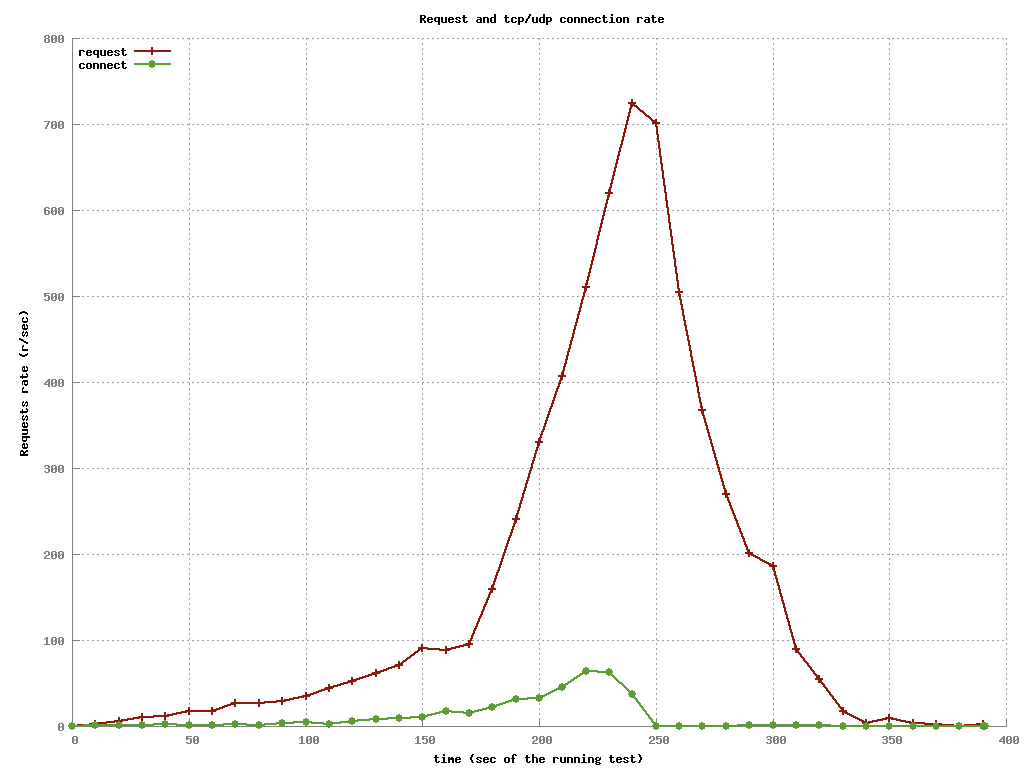 Request and tcp/udp connection rate
800
700
600
500
400
300
200
100
0
request
connect
Requests rate (r/sec)
0 50 100 150 200 250 300 350 400
time (sec of the running test)